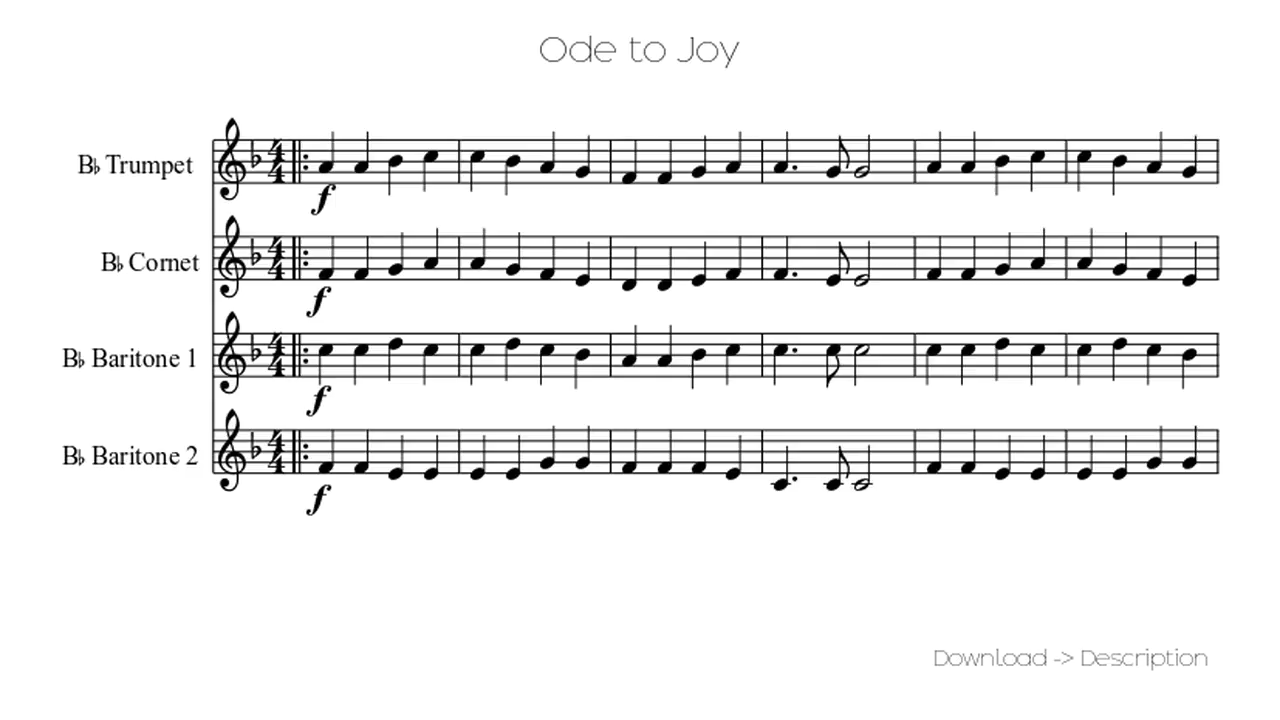 Ode to Joy
B♭ Trumpet
f
B♭ Cornet
f
B♭ Baritone 1
f
B♭ Baritone 2
f
Download -> Description